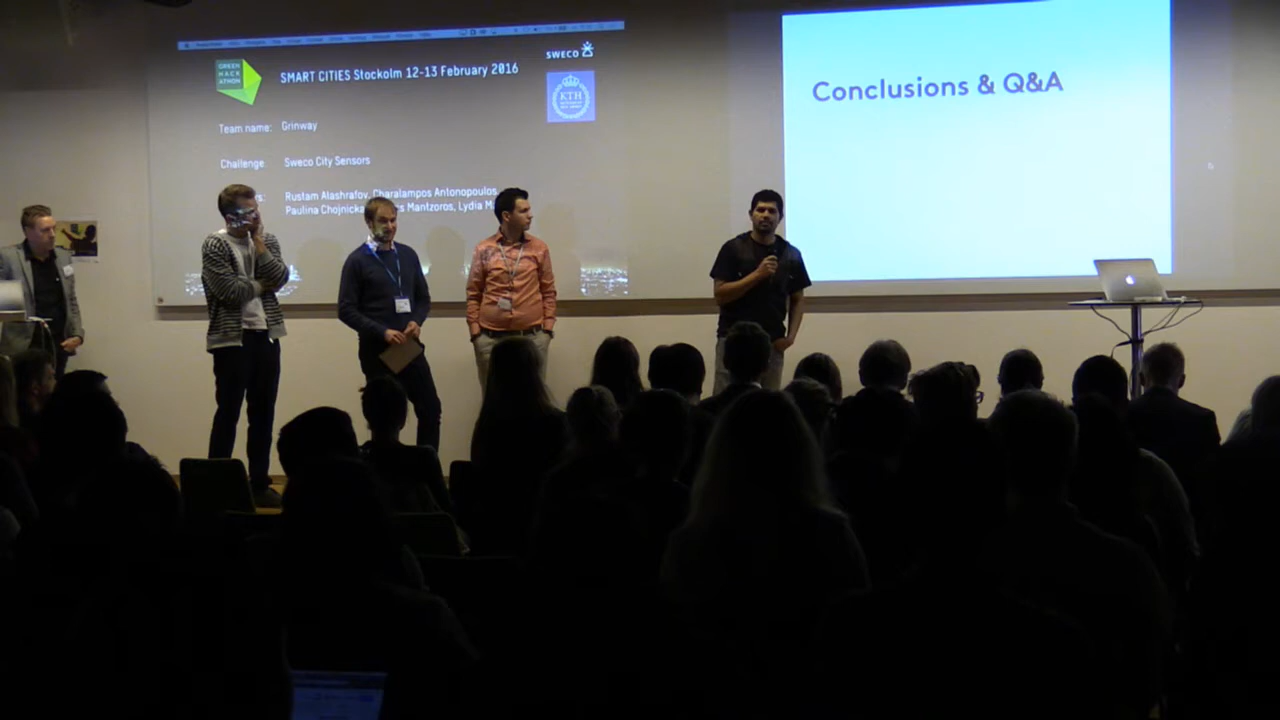 GREEN
HACK
ATHON
SMART CITIES Stockolm 12-13 February 2016
SWECO
KTH
Team name: Grinway
Challenge: Sweco City Sensors
Rustam Alashrafov, Charalampos Antonopoulos,
Paulina Chojnicka, Mantzoros, Lydia
Conclusions & Q&A